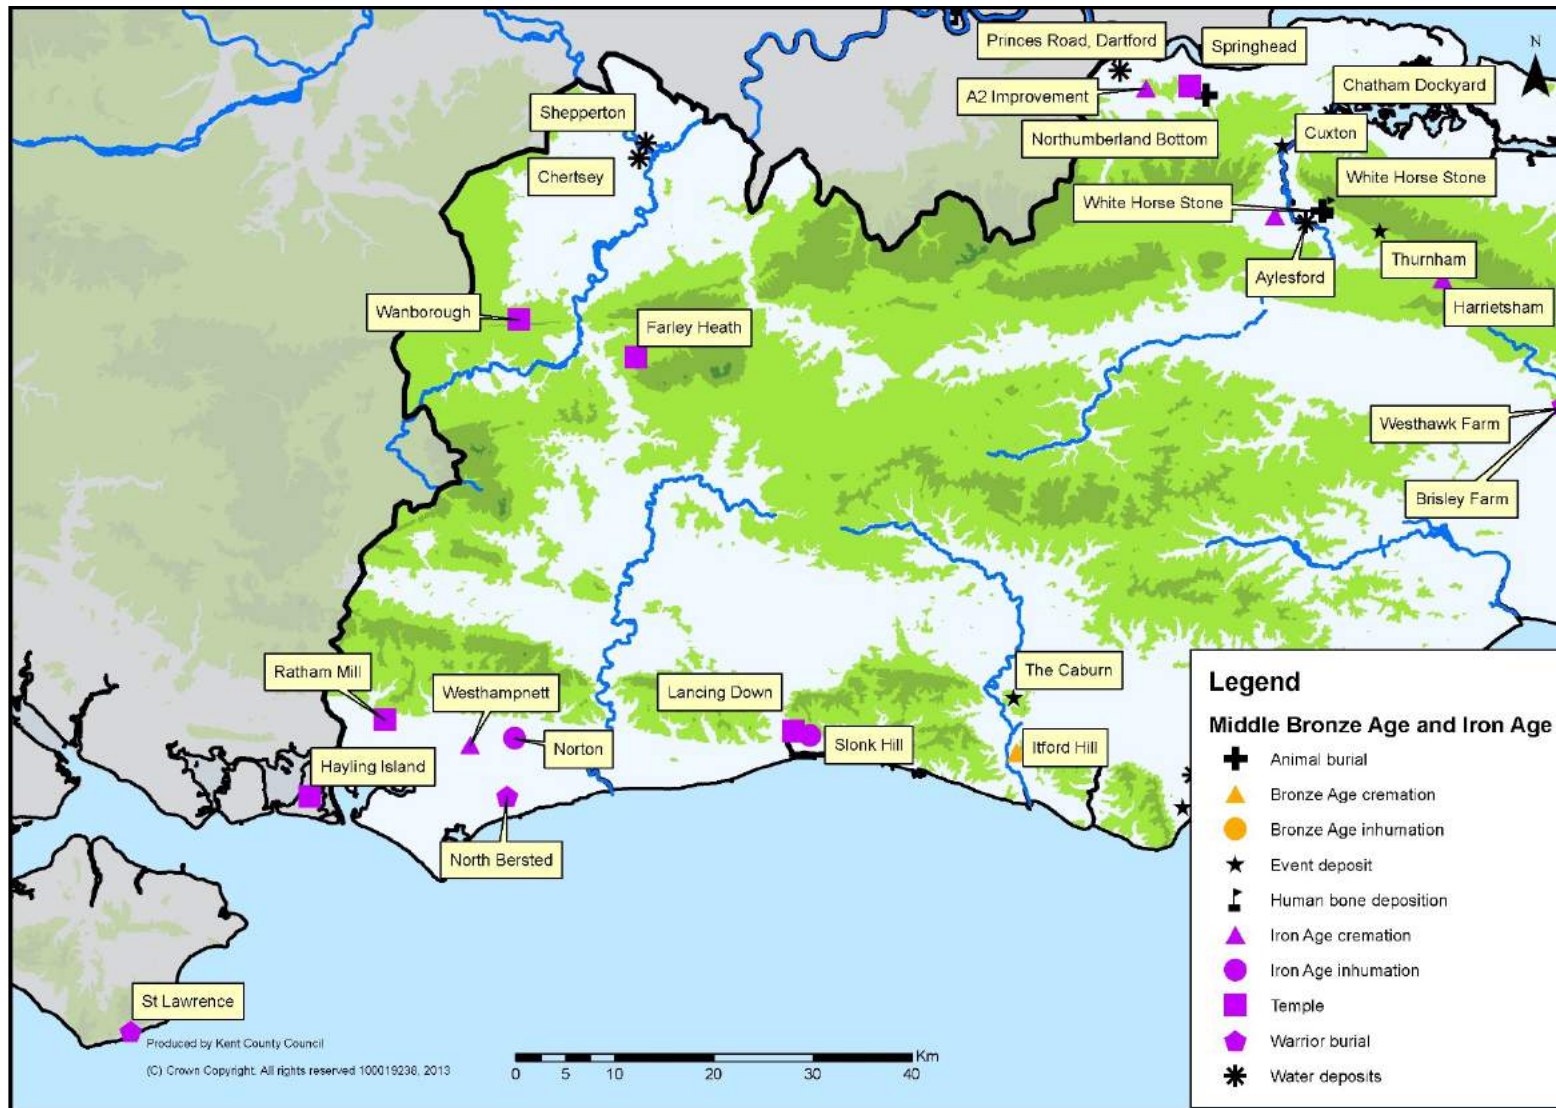 Princes Road, Dartford
Springhead
N
A2 Improvement
Chatham Dockyard
Shepperton
Cuxton
Northumberland Bottom
Chertsey
White Horse Stone
White Horse Stone
Aylesford
Thurnham
Harrietsham
Wanborough
Farley Heath
Westhawk Farm
Brisley Farm
Ratham Mill
Westhampnett
Lancing Down
The Caburn
Hayling Island
Norton
Slonk Hill
Itford Hill
North Bersted
St Lawrence
Produced by Kent County Council
(C) Crown Copyright. All rights reserved 100019238, 2013
Km
0 5 10 20 30 40
Legend
Middle Bronze Age and Iron Age
Animal burial
Bronze Age cremation
Bronze Age inhumation
Event deposit
Human bone deposition
Iron Age cremation
Iron Age inhumation
Temple
Warrior burial
Water deposits